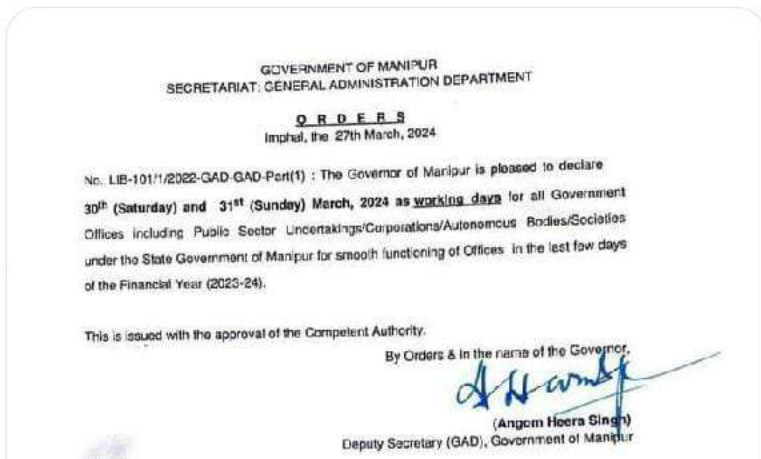 GOVERNMENT OF MANIPUR
SECRETARIAT: GENERAL ADMINISTRATION DEPARTMENT
O R D E R S
Imphal, the 27th March, 2024
No. LIB-101/1/2022-GAD-GAD-Part(1) : The Governor of Manipur is pleased to declare
30th (Saturday) and 31st (Sunday) March, 2024 as working days for all Government
Offices including Public Sector Undertakings/Corporations/Autonomous Bodies/Societies
under the State Government of Manipur for smooth functioning of Offices in the last few days
of the Financial Year (2023-24).
This is issued with the approval of the Competent Authority.
By Orders & in the name of the Governor,
(Angom Heera Singh)
Deputy Secretary (GAD), Government of Manipur